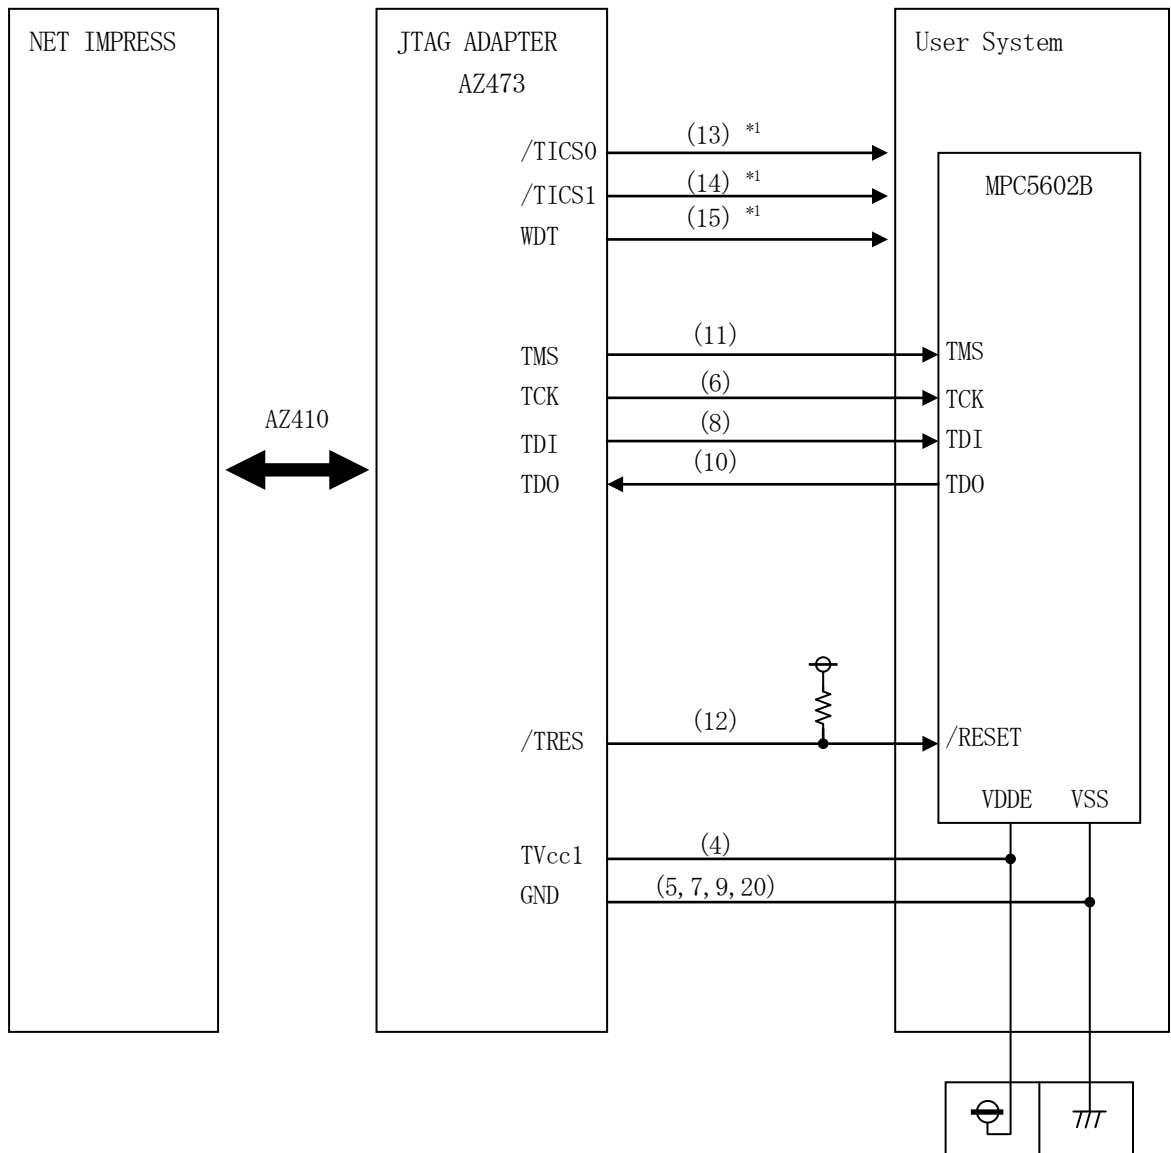 NET IMPRESS
JTAG ADAPTER
AZ473
User System
/TICS0
(13) *1
/TICS1
(14) *1
WDT
(15) *1
MPC5602B
TMS
(11)
TMS
TCK
(6)
TCK
TDI
(8)
TDI
TDO
(10)
TDO
AZ410
/TRES
(12)
/RESET
VDDE VSS
TVcc1
(4)
GND
(5,7,9,20)